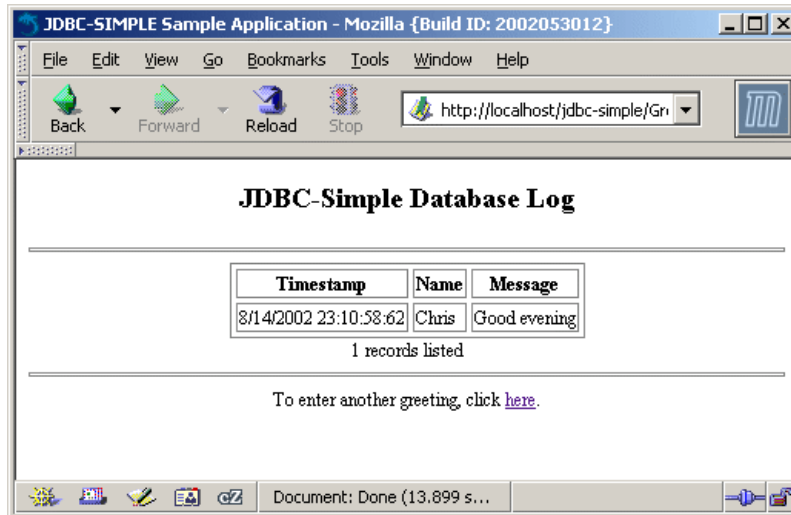 JDBC-SIMPLE Sample Application - Mozilla {Build ID: 2002053012}
File Edit View Go Bookmarks Tools Window Help
http://localhost/jdbc-simple/Gr
Back Forward Reload Stop
JDBC-Simple Database Log
Timestamp Name Message
8/14/2002 23:10:58:62 Chris Good evening
1 records listed
To enter another greeting, click here.
Document: Done (13.899 s...